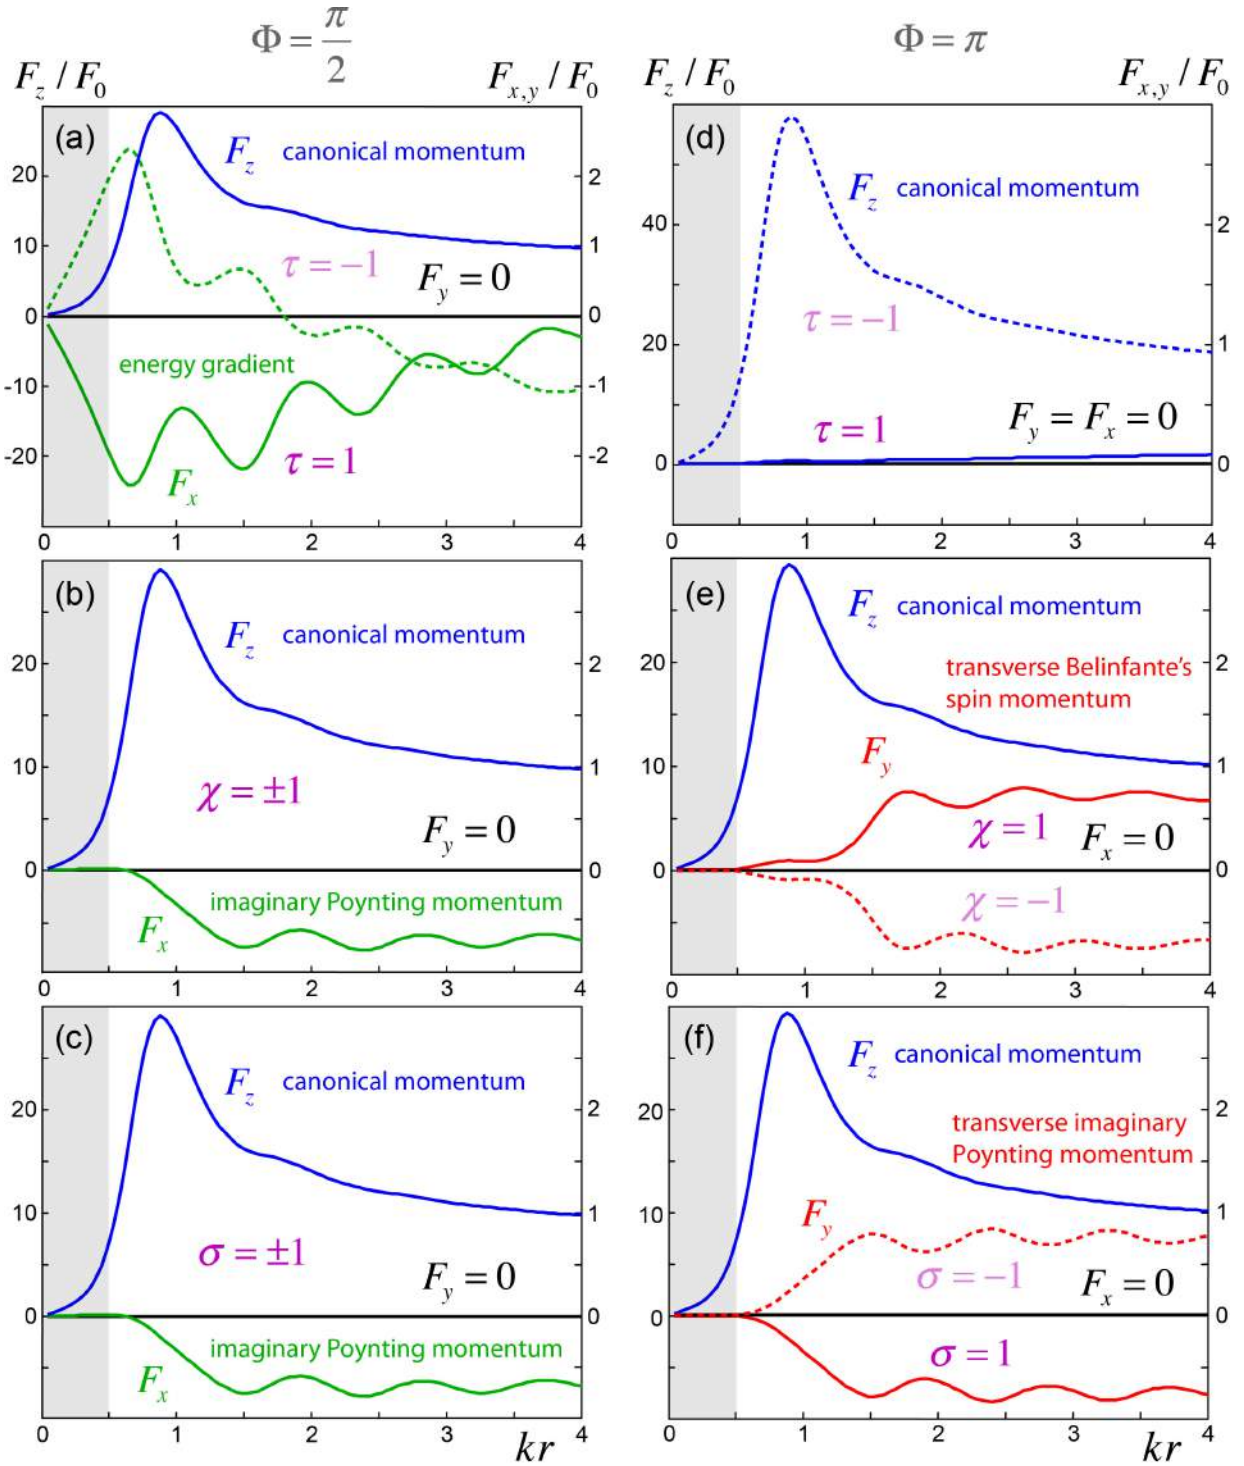 Φ = π/2
Φ = π
F_z / F_0
F_{x,y} / F_0
F_z / F_0
F_{x,y} / F_0
(a)
F_z canonical momentum
τ = −1
F_y = 0
energy gradient
F_x
τ = 1
20
10
0
-10
-20
2
1
0
-1
-2
0 1 2 3 4
(d)
F_z canonical momentum
τ = −1
τ = 1
F_y = F_x = 0
40
20
0
2
1
0
0 1 2 3 4
(b)
F_z canonical momentum
χ = ±1
F_y = 0
imaginary Poynting momentum
F_x
20
10
0
2
1
0
0 1 2 3 4
(e)
F_z canonical momentum
transverse Belinfante's
spin momentum
F_y
χ = 1
F_x = 0
χ = −1
20
10
0
2
1
0
0 1 2 3 4
(c)
F_z canonical momentum
σ = ±1
F_y = 0
imaginary Poynting momentum
F_x
20
10
0
2
1
0
0 1 2 3 4
kr
(f)
F_z canonical momentum
transverse imaginary
Poynting momentum
F_y
σ = −1
F_x = 0
σ = 1
20
10
0
2
1
0
0 1 2 3 4
kr